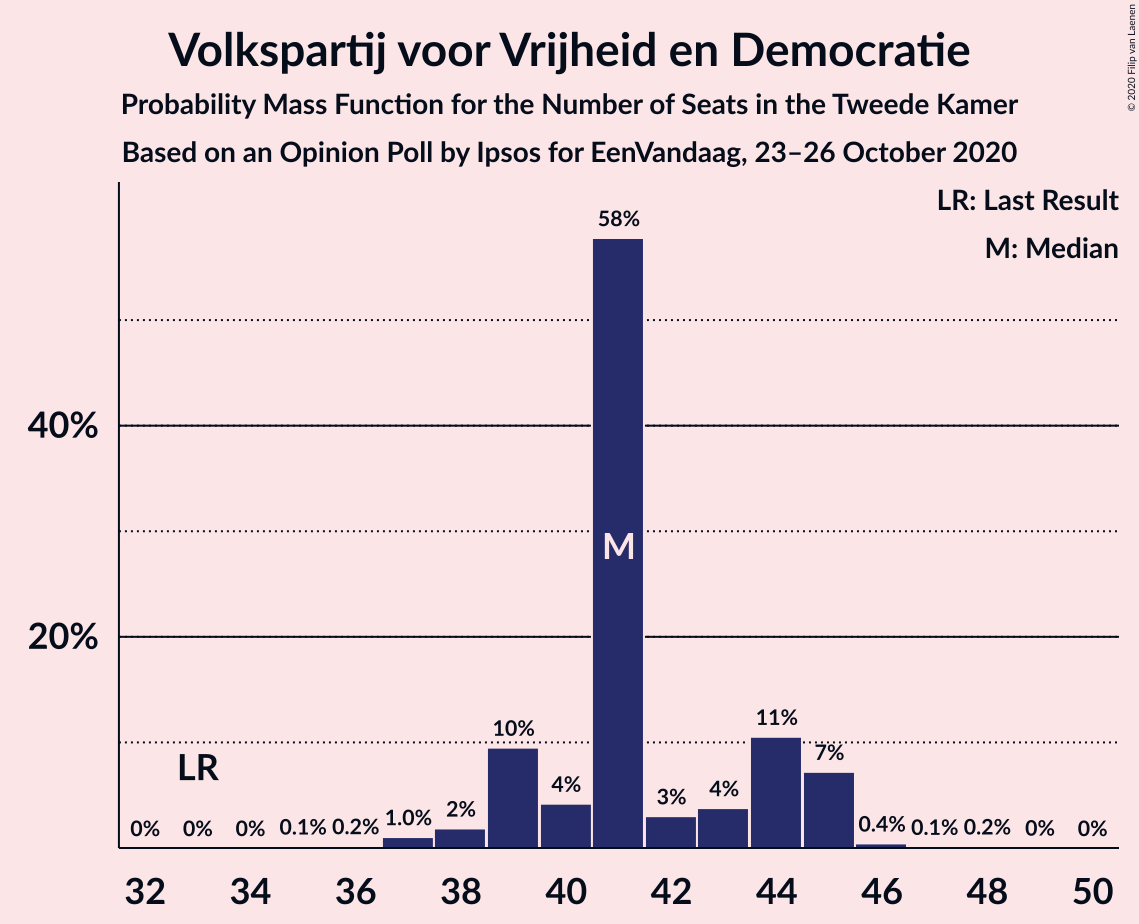 Volkspartij voor Vrijheid en Democratie
Probability Mass Function for the Number of Seats in the Tweede Kamer
Based on an Opinion Poll by Ipsos for EenVandaag, 23–26 October 2020
© 2020 Filip van Laenen
LR: Last Result
M: Median
58%
40%
M
20%
11%
10%
7%
LR
4%
4%
3%
2%
1.0%
0% 0% 0% 0.1% 0.2% 0.4% 0.1% 0.2% 0% 0%
32 34 36 38 40 42 44 46 48 50